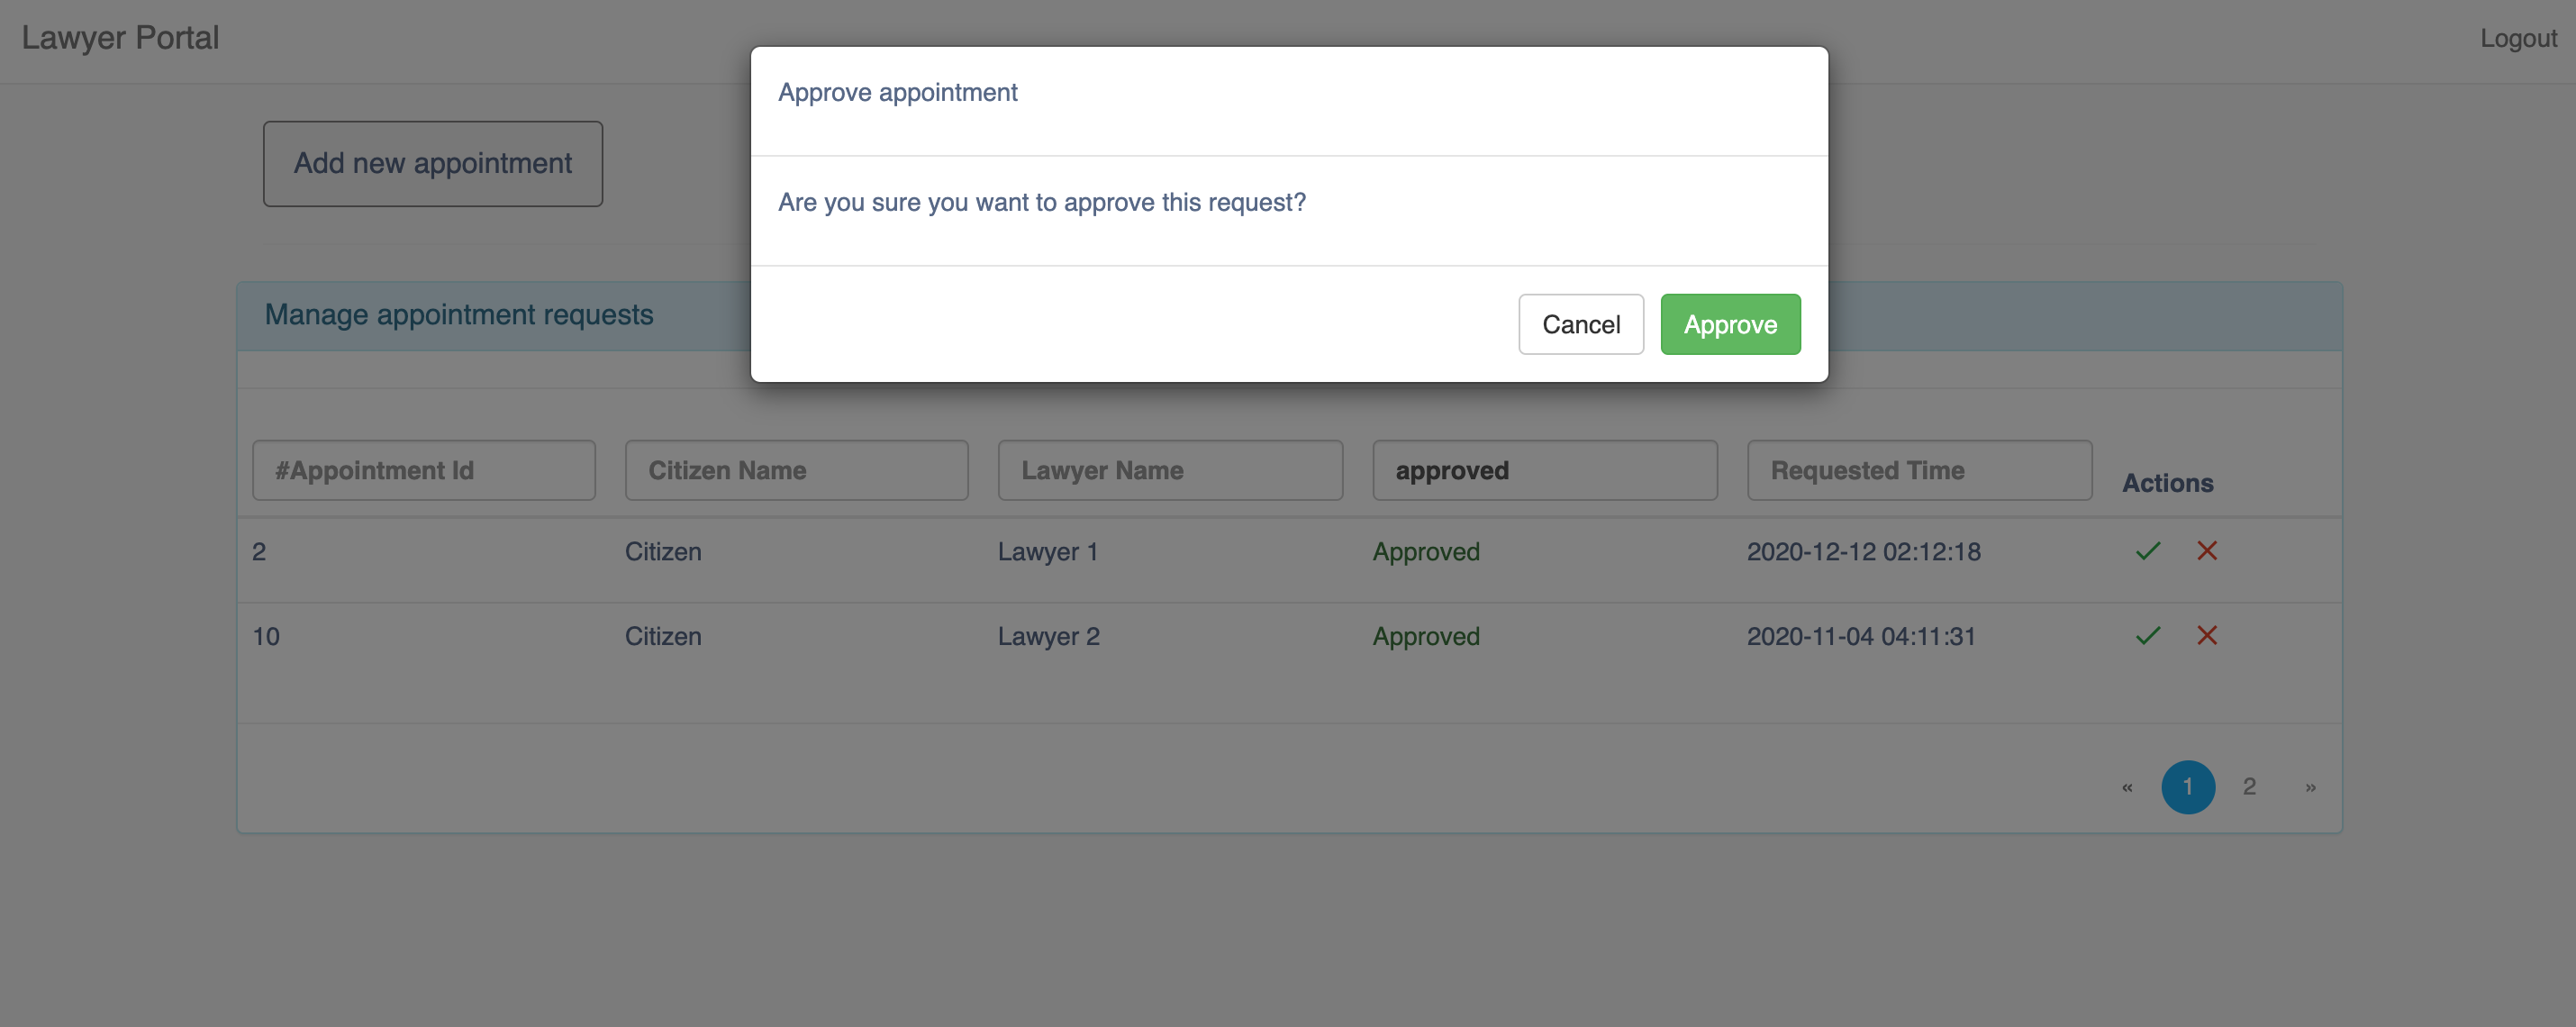 Lawyer Portal
Logout
Approve appointment
Add new appointment
Are you sure you want to approve this request?
Manage appointment requests
Cancel Approve
#Appointment Id Citizen Name Lawyer Name approved Requested Time Actions
2 Citizen Lawyer 1 Approved 2020-12-12 02:12:18
10 Citizen Lawyer 2 Approved 2020-11-04 04:11:31
« 1 2 »